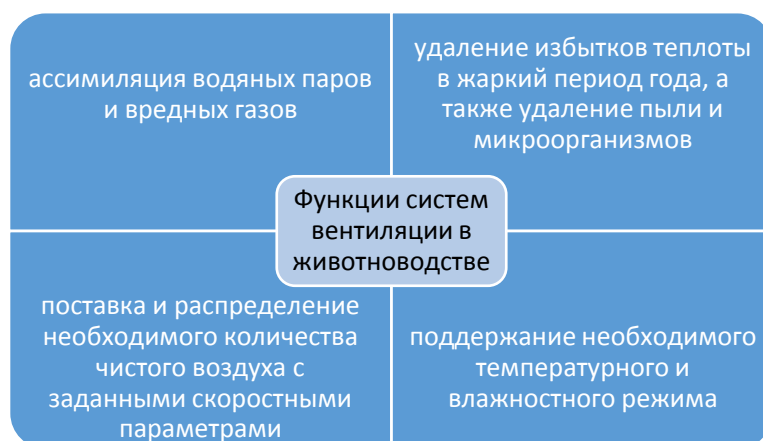 ассимиляция водяных паров
и вредных газов
удаление избытков теплоты
в жаркий период года, а
также удаление пыли и
микроорганизмов
Функции систем
вентиляции в
животноводстве
поставка и распределение
необходимого количества
чистого воздуха с
заданными скоростными
параметрами
поддержание необходимого
температурного и
влажностного режима